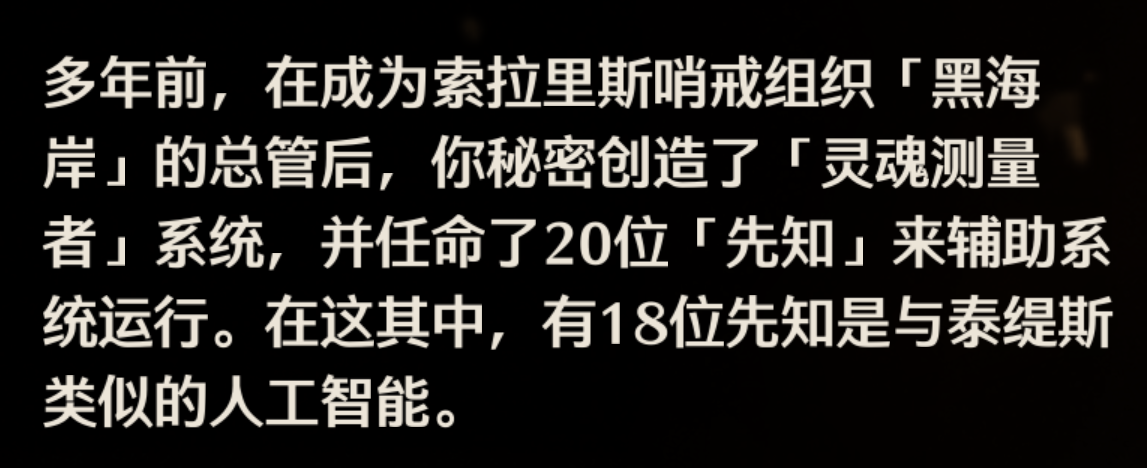 多年前，在成为索拉里斯哨戒组织「黑海
岸」的总管后，你秘密创造了「灵魂测量
者」系统，并任命了20位「先知」来辅助系
统运行。在这其中，有18位先知是与泰缇斯
类似的人工智能。